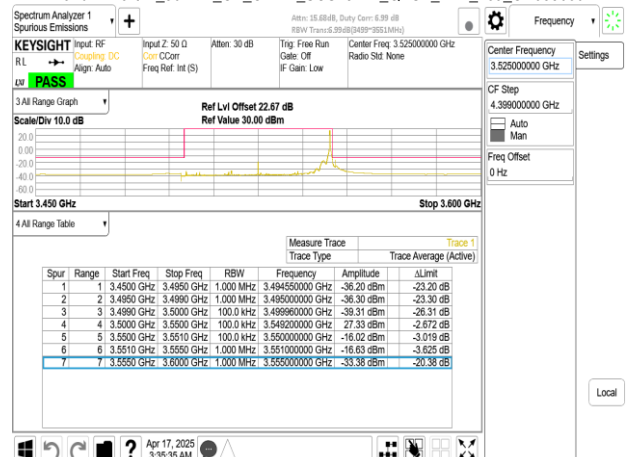 Spectrum Analyzer 1
Spurious Emissions
Attn: 15.68dB, Duty Corr: 6.99 dB
RBW Trans:6.99dB(3499~3551MHz)
Frequency
KEYSIGHT
RL
PASS
Input: RF
Coupling: DC
Align: Auto
Input Z: 50 Ω
Corr CCorr
Freq Ref: Int (S)
Atten: 30 dB
Trig: Free Run
Gate: Off
IF Gain: Low
Center Freq: 3.525000000 GHz
Radio Std: None
Center Frequency
3.525000000 GHz
Settings
CF Step
4.399000000 GHz
Auto
Man
Freq Offset
0 Hz
3 All Range Graph
Scale/Div 10.0 dB
Ref Lvl Offset 22.67 dB
Ref Value 30.00 dBm
20.0
0.00
-20.0
-40.0
-60.0
Start 3.450 GHz
Stop 3.600 GHz
4 All Range Table
Measure Trace Trace 1
Trace Type Trace Average (Active)
Spur Range Start Freq Stop Freq RBW Frequency Amplitude ΔLimit
1 1 3.4500 GHz 3.4950 GHz 1.000 MHz 3.494550000 GHz -36.20 dBm -23.20 dB
2 2 3.4950 GHz 3.4990 GHz 1.000 MHz 3.495000000 GHz -36.30 dBm -23.30 dB
3 3 3.4990 GHz 3.5000 GHz 100.0 kHz 3.499960000 GHz -39.31 dBm -26.31 dB
4 4 3.5000 GHz 3.5500 GHz 100.0 kHz 3.549200000 GHz 27.33 dBm -2.672 dB
5 5 3.5500 GHz 3.5510 GHz 100.0 kHz 3.550000000 GHz -16.02 dBm -3.019 dB
6 6 3.5510 GHz 3.5550 GHz 1.000 MHz 3.551000000 GHz -16.63 dBm -3.625 dB
7 7 3.5550 GHz 3.6000 GHz 1.000 MHz 3.555000000 GHz -33.38 dBm -20.38 dB
Local
Apr 17, 2025
3:35:35 AM